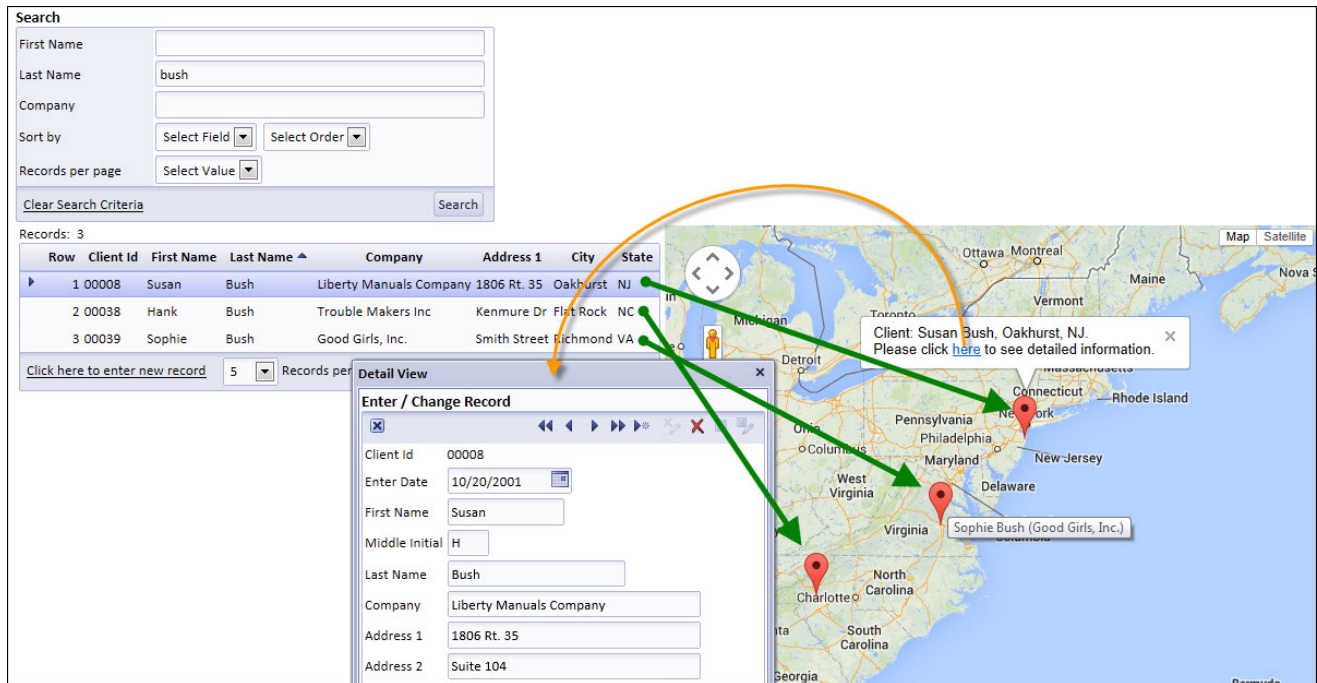 Search
First Name
Last Name bush
Company
Sort by Select Field Select Order
Records per page Select Value
Clear Search Criteria Search
Records: 3
Row Client Id First Name Last Name Company Address 1 City State
1 00008 Susan Bush Liberty Manuals Company 1806 Rt. 35 Oakhurst NJ
2 00038 Hank Bush Trouble Makers Inc Kenmure Dr Flat Rock NC
3 00039 Sophie Bush Good Girls, Inc. Smith Street Richmond VA
Click here to enter new record 5 Records per
Detail View
Enter / Change Record
Client Id 00008
Enter Date 10/20/2001
First Name Susan
Middle Initial H
Last Name Bush
Company Liberty Manuals Company
Address 1 1806 Rt. 35
Address 2 Suite 104
Map Satellite
Ottawa Montreal
Maine
Nova S
Vermont
Toronto
Michigan
Client: Susan Bush, Oakhurst, NJ.
Please click here to see detailed information.
Detroit
Massachusetts
Connecticut
Rhode Island
New York
Pennsylvania
Ohio
Philadelphia
Columbus
Maryland
New Jersey
West
Virginia
Delaware
Virginia
Sophie Bush (Good Girls, Inc.)
Columbia
North
Carolina
Charlotte
South
Carolina
Georgia
Bermuda